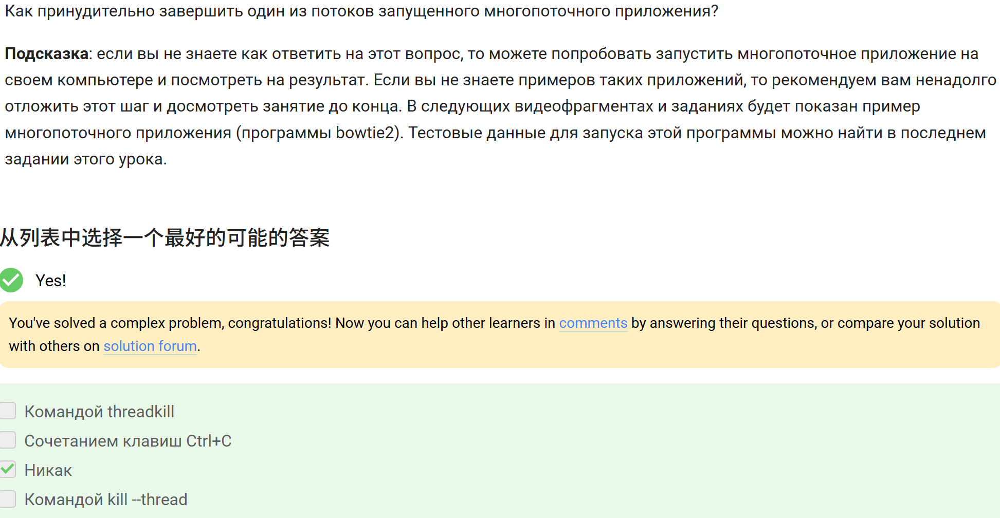 Как принудительно завершить один из потоков запущенного многопоточного приложения?
Подсказка: если вы не знаете как ответить на этот вопрос, то можете попробовать запустить многопоточное приложение на
своем компьютере и посмотреть на результат. Если вы не знаете примеров таких приложений, то рекомендуем вам ненадолго
отложить этот шаг и досмотреть занятие до конца. В следующих видеофрагментах и заданиях будет показан пример
многопоточного приложения (программы bowtie2). Тестовые данные для запуска этой программы можно найти в последнем
задании этого урока.
从列表中选择一个最好的可能的答案
Yes!
You've solved a complex problem, congratulations! Now you can help other learners in comments by answering their questions, or compare your solution
with others on solution forum.
Командой threadkill
Сочетанием клавиш Ctrl+C
Никак
Командой kill --thread